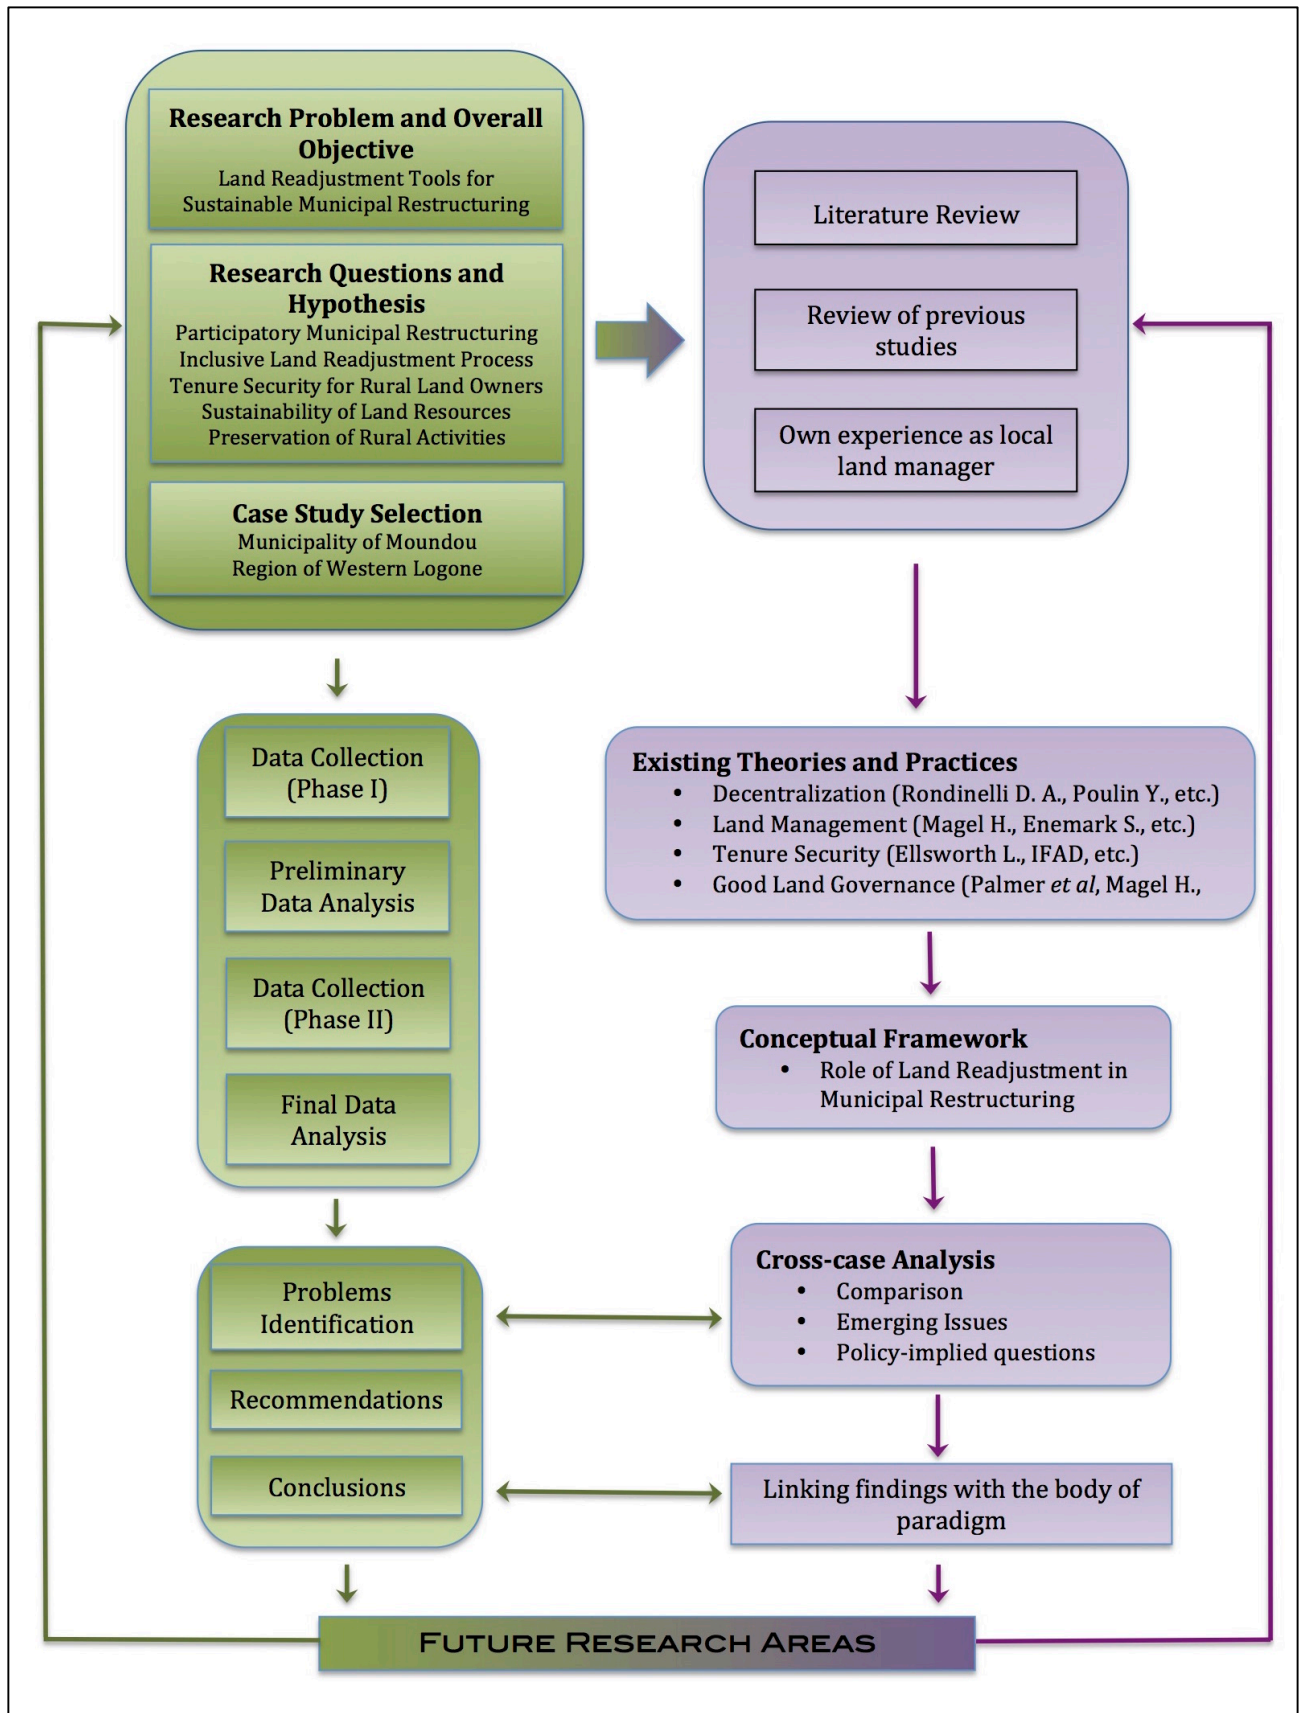 Research Problem and Overall
Objective
Land Readjustment Tools for
Sustainable Municipal Restructuring
Research Questions and
Hypothesis
Participatory Municipal Restructuring
Inclusive Land Readjustment Process
Tenure Security for Rural Land Owners
Sustainability of Land Resources
Preservation of Rural Activities
Case Study Selection
Municipality of Moundou
Region of Western Logone
Literature Review
Review of previous
studies
Own experience as local
land manager
Data Collection
(Phase I)
Preliminary
Data Analysis
Data Collection
(Phase II)
Final Data
Analysis
Existing Theories and Practices
• Decentralization (Rondinelli D. A., Poulin Y., etc.)
• Land Management (Magel H., Enemark S., etc.)
• Tenure Security (Ellsworth L., IFAD, etc.)
• Good Land Governance (Palmer et al, Magel H.,
Conceptual Framework
• Role of Land Readjustment in
Municipal Restructuring
Problems
Identification
Recommendations
Conclusions
Cross-case Analysis
• Comparison
• Emerging Issues
• Policy-implied questions
Linking findings with the body of
paradigm
FUTURE RESEARCH AREAS